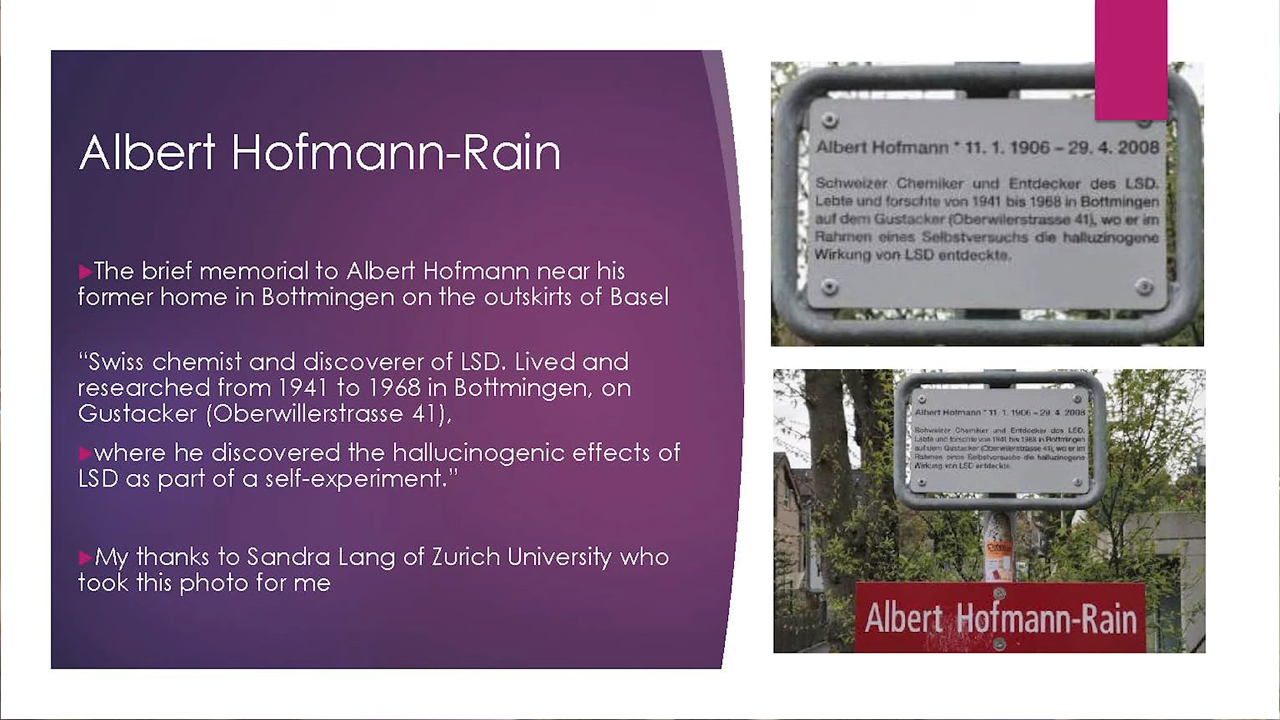 Albert Hofmann-Rain
The brief memorial to Albert Hofmann near his
former home in Bottmingen on the outskirts of Basel
“Swiss chemist and discoverer of LSD. Lived and
researched from 1941 to 1968 in Bottmingen, on
Gustacker (Oberwillerstrasse 41),
where he discovered the hallucinogenic effects of
LSD as part of a self-experiment.”
My thanks to Sandra Lang of Zurich University who
took this photo for me
Albert Hofmann * 11. 1. 1906 – 29. 4. 2008
Schweizer Chemiker und Entdecker des LSD.
Lebte und forschte von 1941 bis 1968 in Bottmingen
auf dem Gustacker (Oberwilerstrasse 41), wo er im
Rahmen eines Selbstversuchs die halluzinogene
Wirkung von LSD entdeckte.
Albert Hofmann * 11. 1. 1906 – 29. 4. 2008
Schweizer Chemiker und Entdecker des LSD.
Lebte und forschte von 1941 bis 1968 in Bottmingen
auf dem Gustacker (Oberwilerstrasse 41), wo er im
Rahmen eines Selbstversuchs die halluzinogene
Wirkung von LSD entdeckte.
Albert Hofmann-Rain